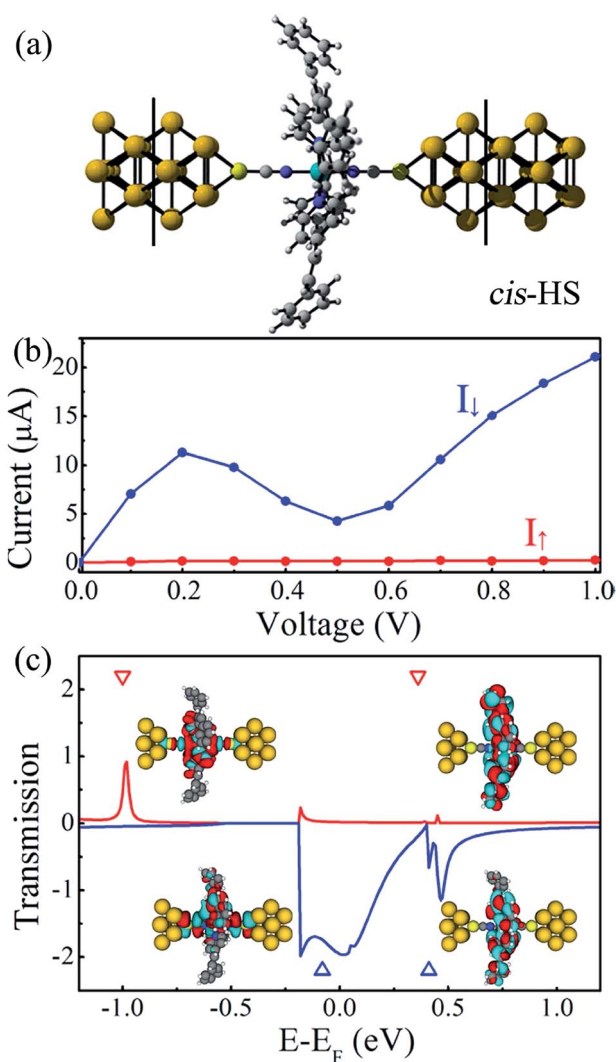 (a)
cis-HS
(b)
20
15
10
5
0
Current (μA)
I↓
I↑
0.0 0.2 0.4 0.6 0.8 1.0
Voltage (V)
(c)
2
1
0
-1
-2
Transmission
-1.0 -0.5 0.0 0.5 1.0
E-E_F (eV)